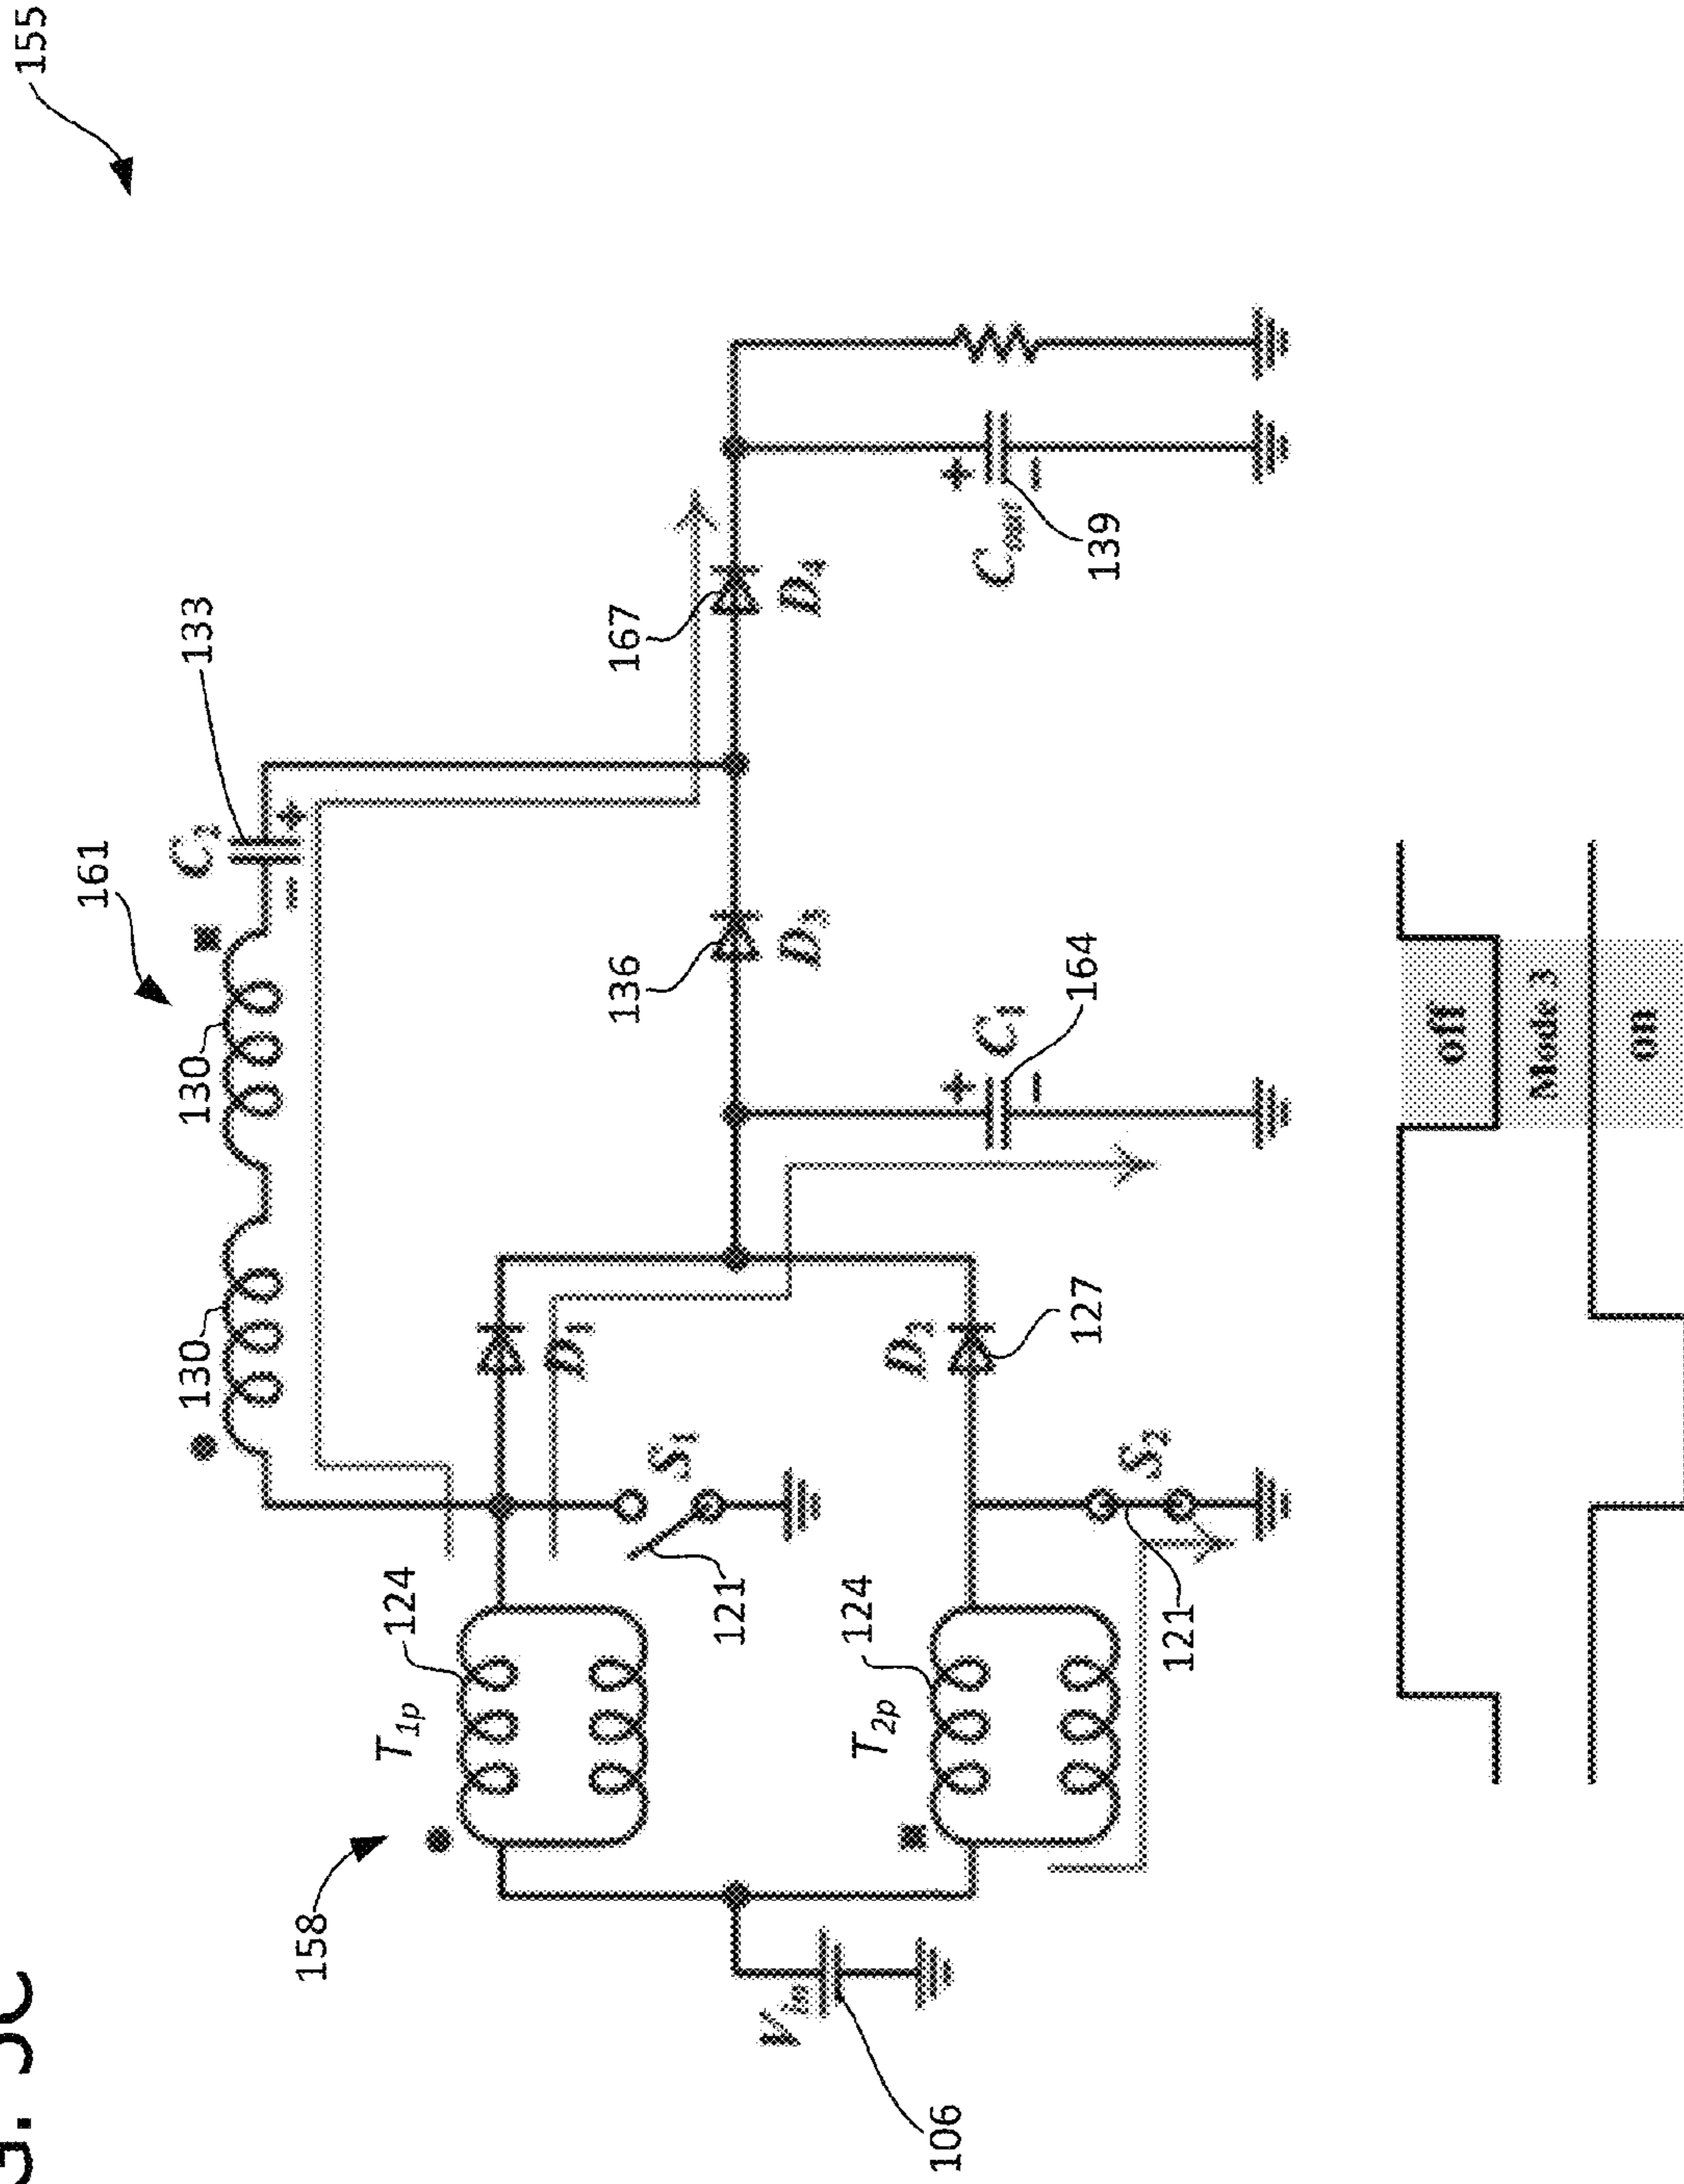 155
161
133
C₂
130
130
158
T₁ₚ
124
D₁
136
D₃
167
D₄
121
S₁
V_in
106
T₂ₚ
124
D₂
127
C₁
164
C_out
139
+
−
+
−
+
−
121
S₂
off
Mode 3
on